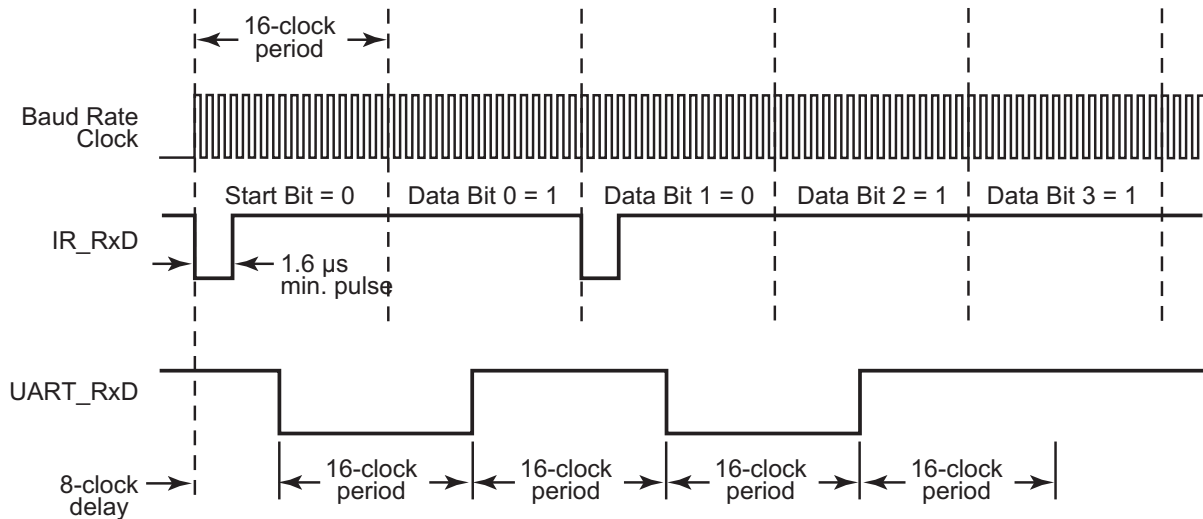 16-clock
period
Baud Rate
Clock
Start Bit = 0
Data Bit 0 = 1
Data Bit 1 = 0
Data Bit 2 = 1
Data Bit 3 = 1
IR_RxD
1.6 µs
min. pulse
UART_RxD
16-clock
period
16-clock
period
16-clock
period
16-clock
period
8-clock
delay